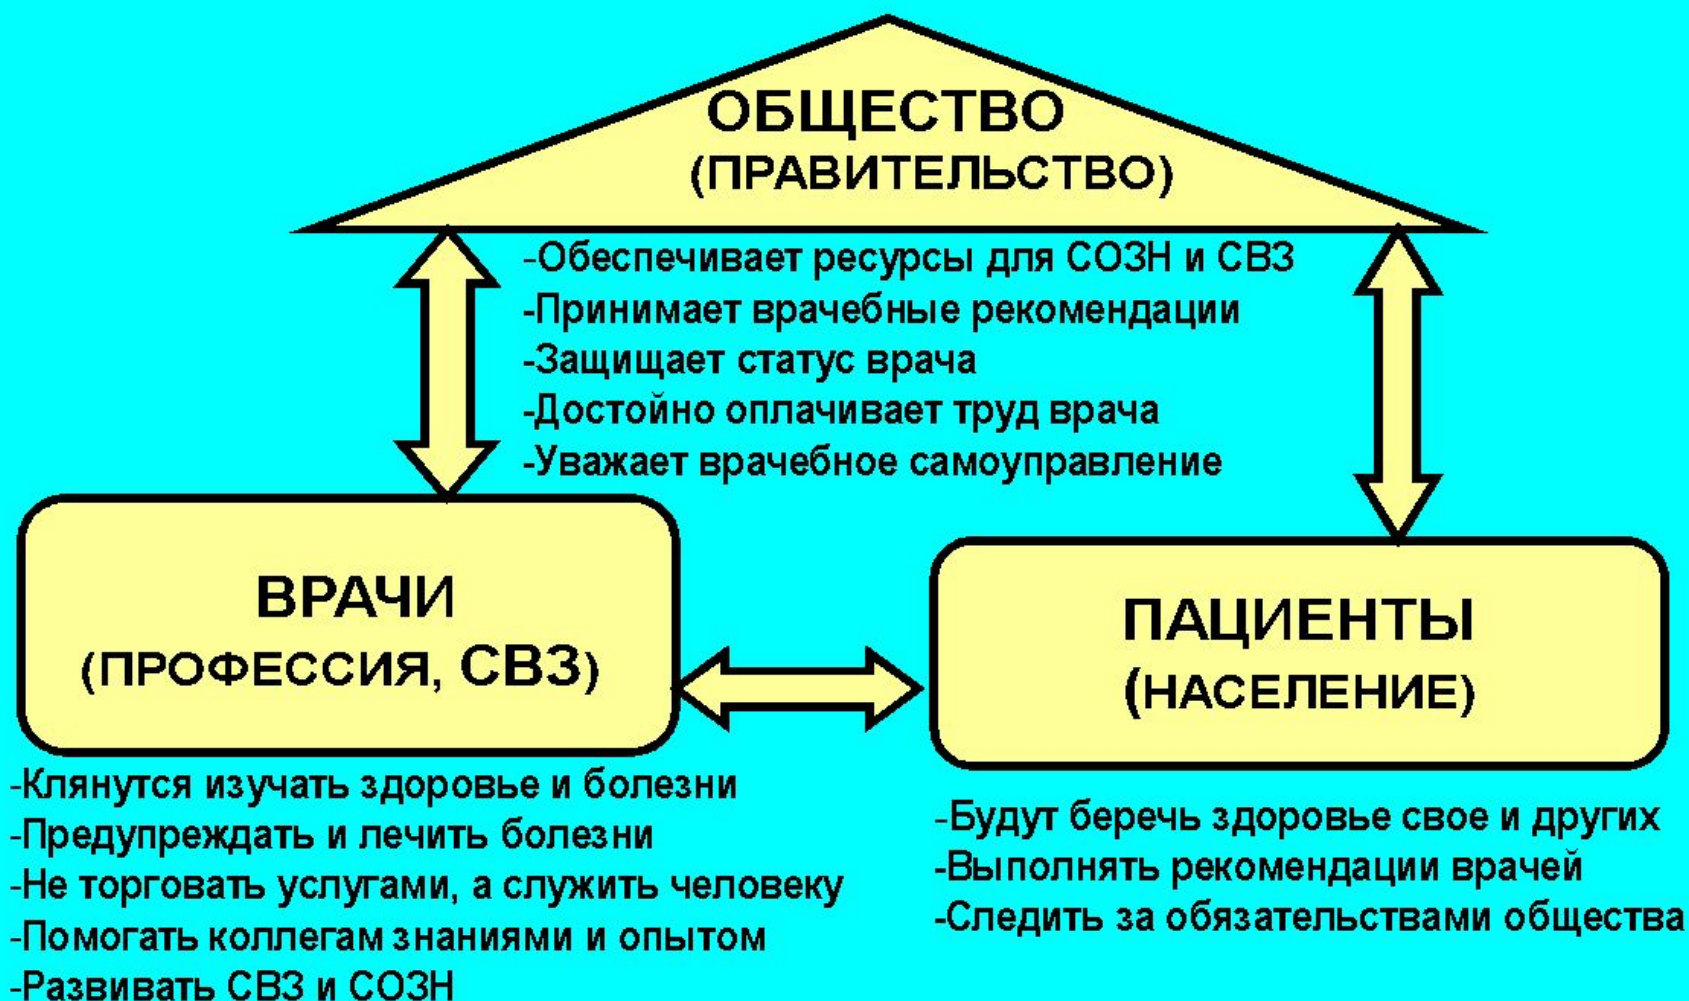 ОБЩЕСТВО
(ПРАВИТЕЛЬСТВО)
-Обеспечивает ресурсы для СОЗН и СВЗ
-Принимает врачебные рекомендации
-Защищает статус врача
-Достойно оплачивает труд врача
-Уважает врачебное самоуправление
ВРАЧИ
(ПРОФЕССИЯ, СВЗ)
-Клянутся изучать здоровье и болезни
-Предупреждать и лечить болезни
-Не торговать услугами, а служить человеку
-Помогать коллегам знаниями и опытом
-Развивать СВЗ и СОЗН
ПАЦИЕНТЫ
(НАСЕЛЕНИЕ)
-Будут беречь здоровье свое и других
-Выполнять рекомендации врачей
-Следить за обязательствами общества